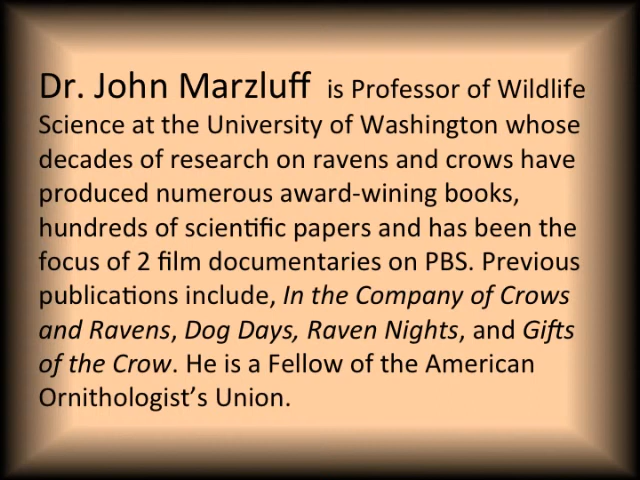 Dr. John Marzluff is Professor of Wildlife
Science at the University of Washington whose
decades of research on ravens and crows have
produced numerous award-wining books,
hundreds of scientific papers and has been the
focus of 2 film documentaries on PBS. Previous
publications include, In the Company of Crows
and Ravens, Dog Days, Raven Nights, and Gifts
of the Crow. He is a Fellow of the American
Ornithologist’s Union.